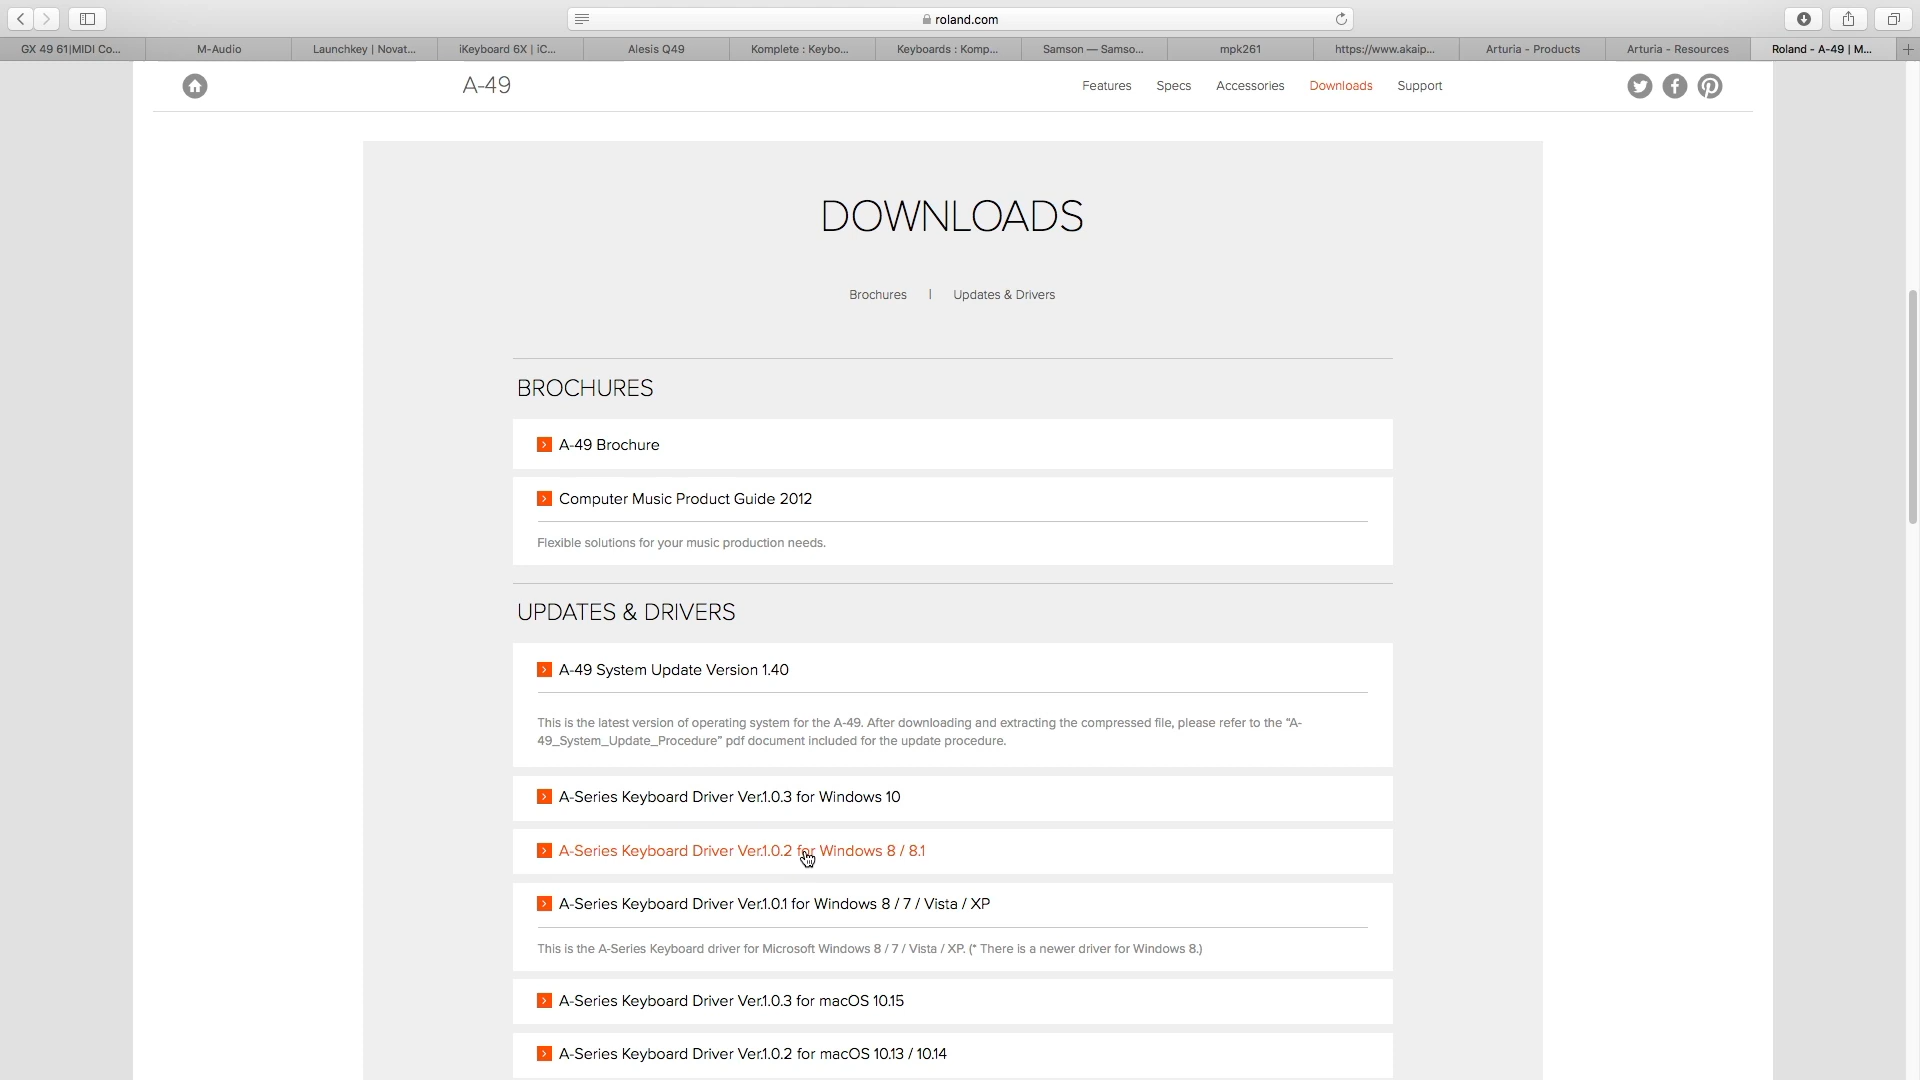 roland.com
GX 49 61|MIDI Co...
M-Audio
Launchkey | Novat...
iKeyboard 6X | iC...
Alesis Q49
Komplete : Keybo...
Keyboards : Komp...
Samson — Samso...
mpk261
https://www.akaip...
Arturia - Products
Arturia - Resources
Roland - A-49 | M...
A-49
Features
Specs
Accessories
Downloads
Support
DOWNLOADS
Brochures | Updates & Drivers
BROCHURES
A-49 Brochure
Computer Music Product Guide 2012
Flexible solutions for your music production needs.
UPDATES & DRIVERS
A-49 System Update Version 1.40
This is the latest version of operating system for the A-49. After downloading and extracting the compressed file, please refer to the “A-
49_System_Update_Procedure” pdf document included for the update procedure.
A-Series Keyboard Driver Ver.1.0.3 for Windows 10
A-Series Keyboard Driver Ver.1.0.2 for Windows 8 / 8.1
A-Series Keyboard Driver Ver.1.0.1 for Windows 8 / 7 / Vista / XP
This is the A-Series Keyboard driver for Microsoft Windows 8 / 7 / Vista / XP. (* There is a newer driver for Windows 8.)
A-Series Keyboard Driver Ver.1.0.3 for macOS 10.15
A-Series Keyboard Driver Ver.1.0.2 for macOS 10.13 / 10.14